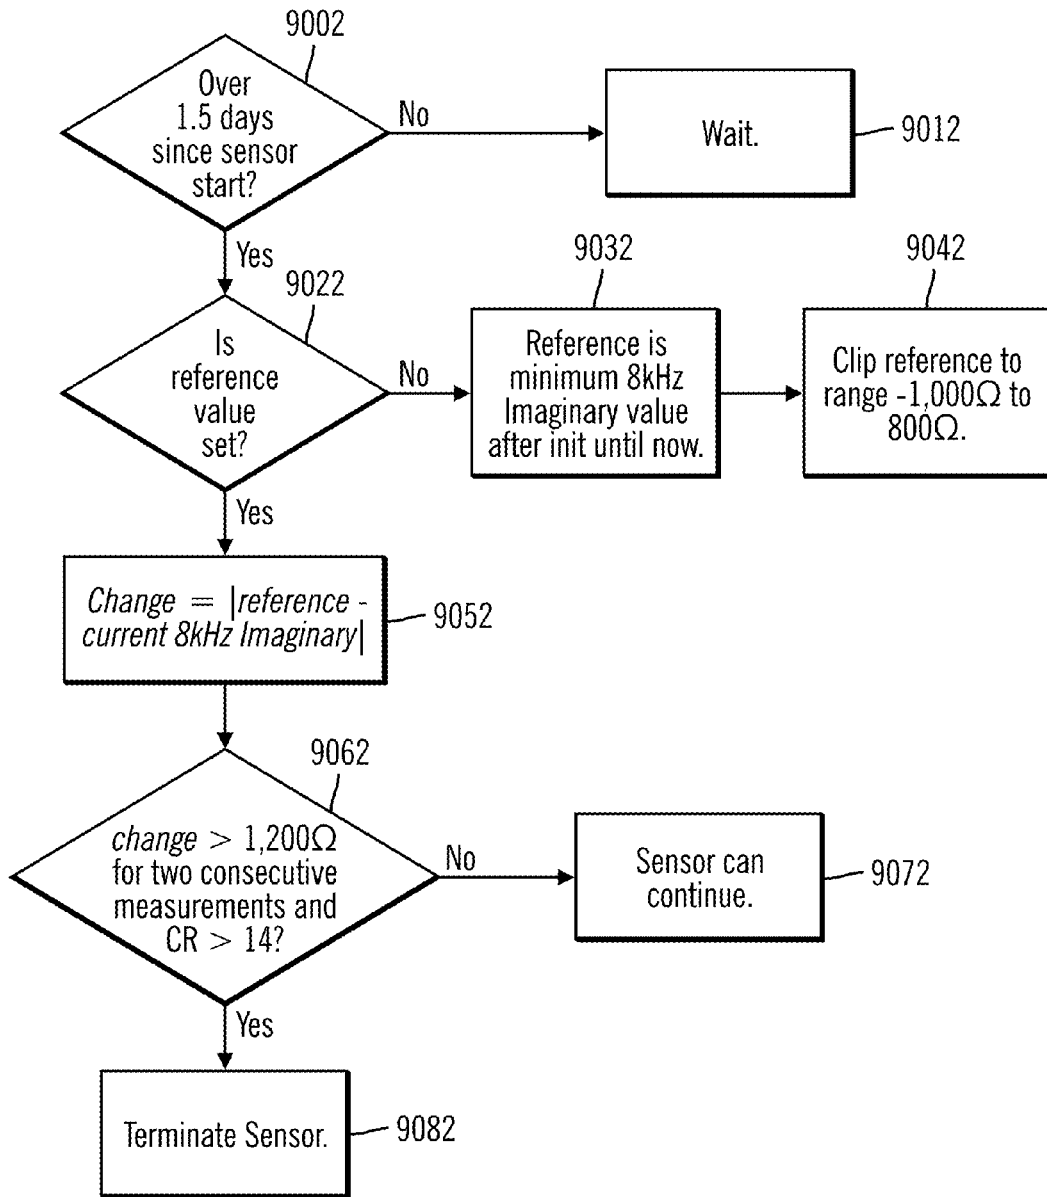 9002
Over
1.5 days
since sensor
start?
No
Wait.
9012
Yes
9022
Is
reference
value
set?
No
9032
Reference is
minimum 8kHz
Imaginary value
after init until now.
9042
Clip reference to
range -1,000Ω to
800Ω.
Yes
Change = |reference -
current 8kHz Imaginary|
9052
9062
change > 1,200Ω
for two consecutive
measurements and
CR > 14?
No
Sensor can
continue.
9072
Yes
Terminate Sensor.
9082